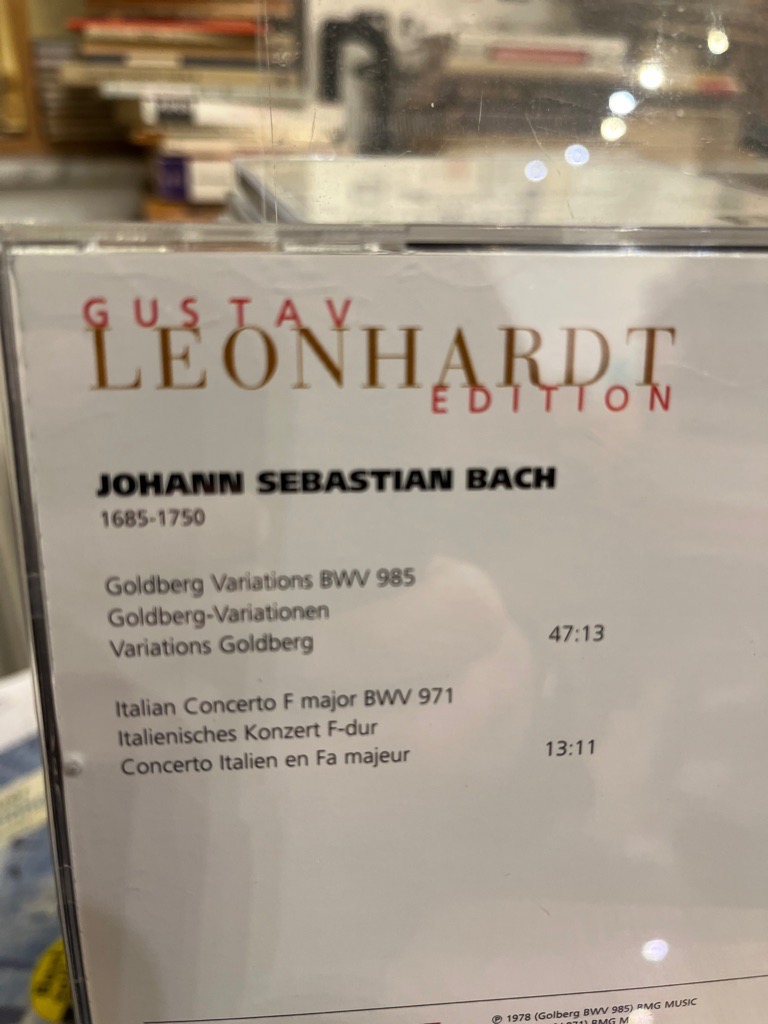 GUSTAV
LEONHARDT
EDITION
JOHANN SEBASTIAN BACH
1685-1750
Goldberg Variations BWV 985
Goldberg-Variationen
Variations Goldberg 47:13
Italian Concerto F major BWV 971
Italienisches Konzert F-dur
Concerto Italien en Fa majeur 13:11
℗ 1978 (Golberg BWV 985) BMG MUSIC
971) BMG